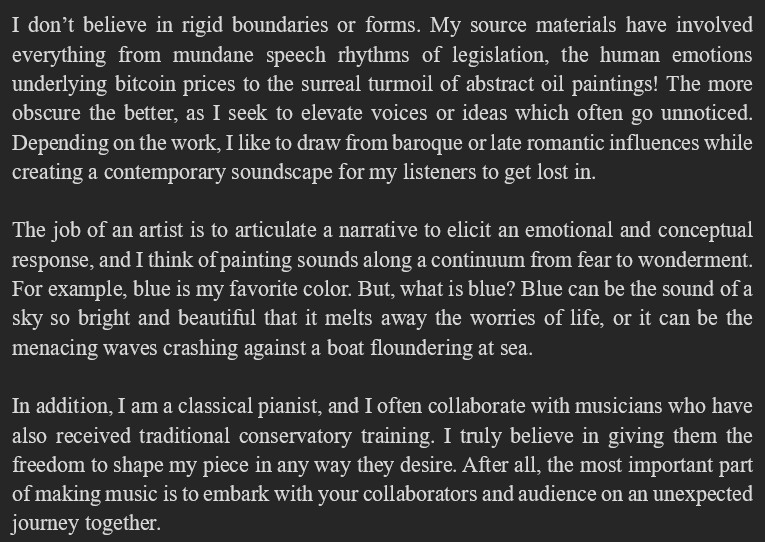 I don’t believe in rigid boundaries or forms. My source materials have involved
everything from mundane speech rhythms of legislation, the human emotions
underlying bitcoin prices to the surreal turmoil of abstract oil paintings! The more
obscure the better, as I seek to elevate voices or ideas which often go unnoticed.
Depending on the work, I like to draw from baroque or late romantic influences while
creating a contemporary soundscape for my listeners to get lost in.

The job of an artist is to articulate a narrative to elicit an emotional and conceptual
response, and I think of painting sounds along a continuum from fear to wonderment.
For example, blue is my favorite color. But, what is blue? Blue can be the sound of a
sky so bright and beautiful that it melts away the worries of life, or it can be the
menacing waves crashing against a boat floundering at sea.

In addition, I am a classical pianist, and I often collaborate with musicians who have
also received traditional conservatory training. I truly believe in giving them the
freedom to shape my piece in any way they desire. After all, the most important part
of making music is to embark with your collaborators and audience on an unexpected
journey together.